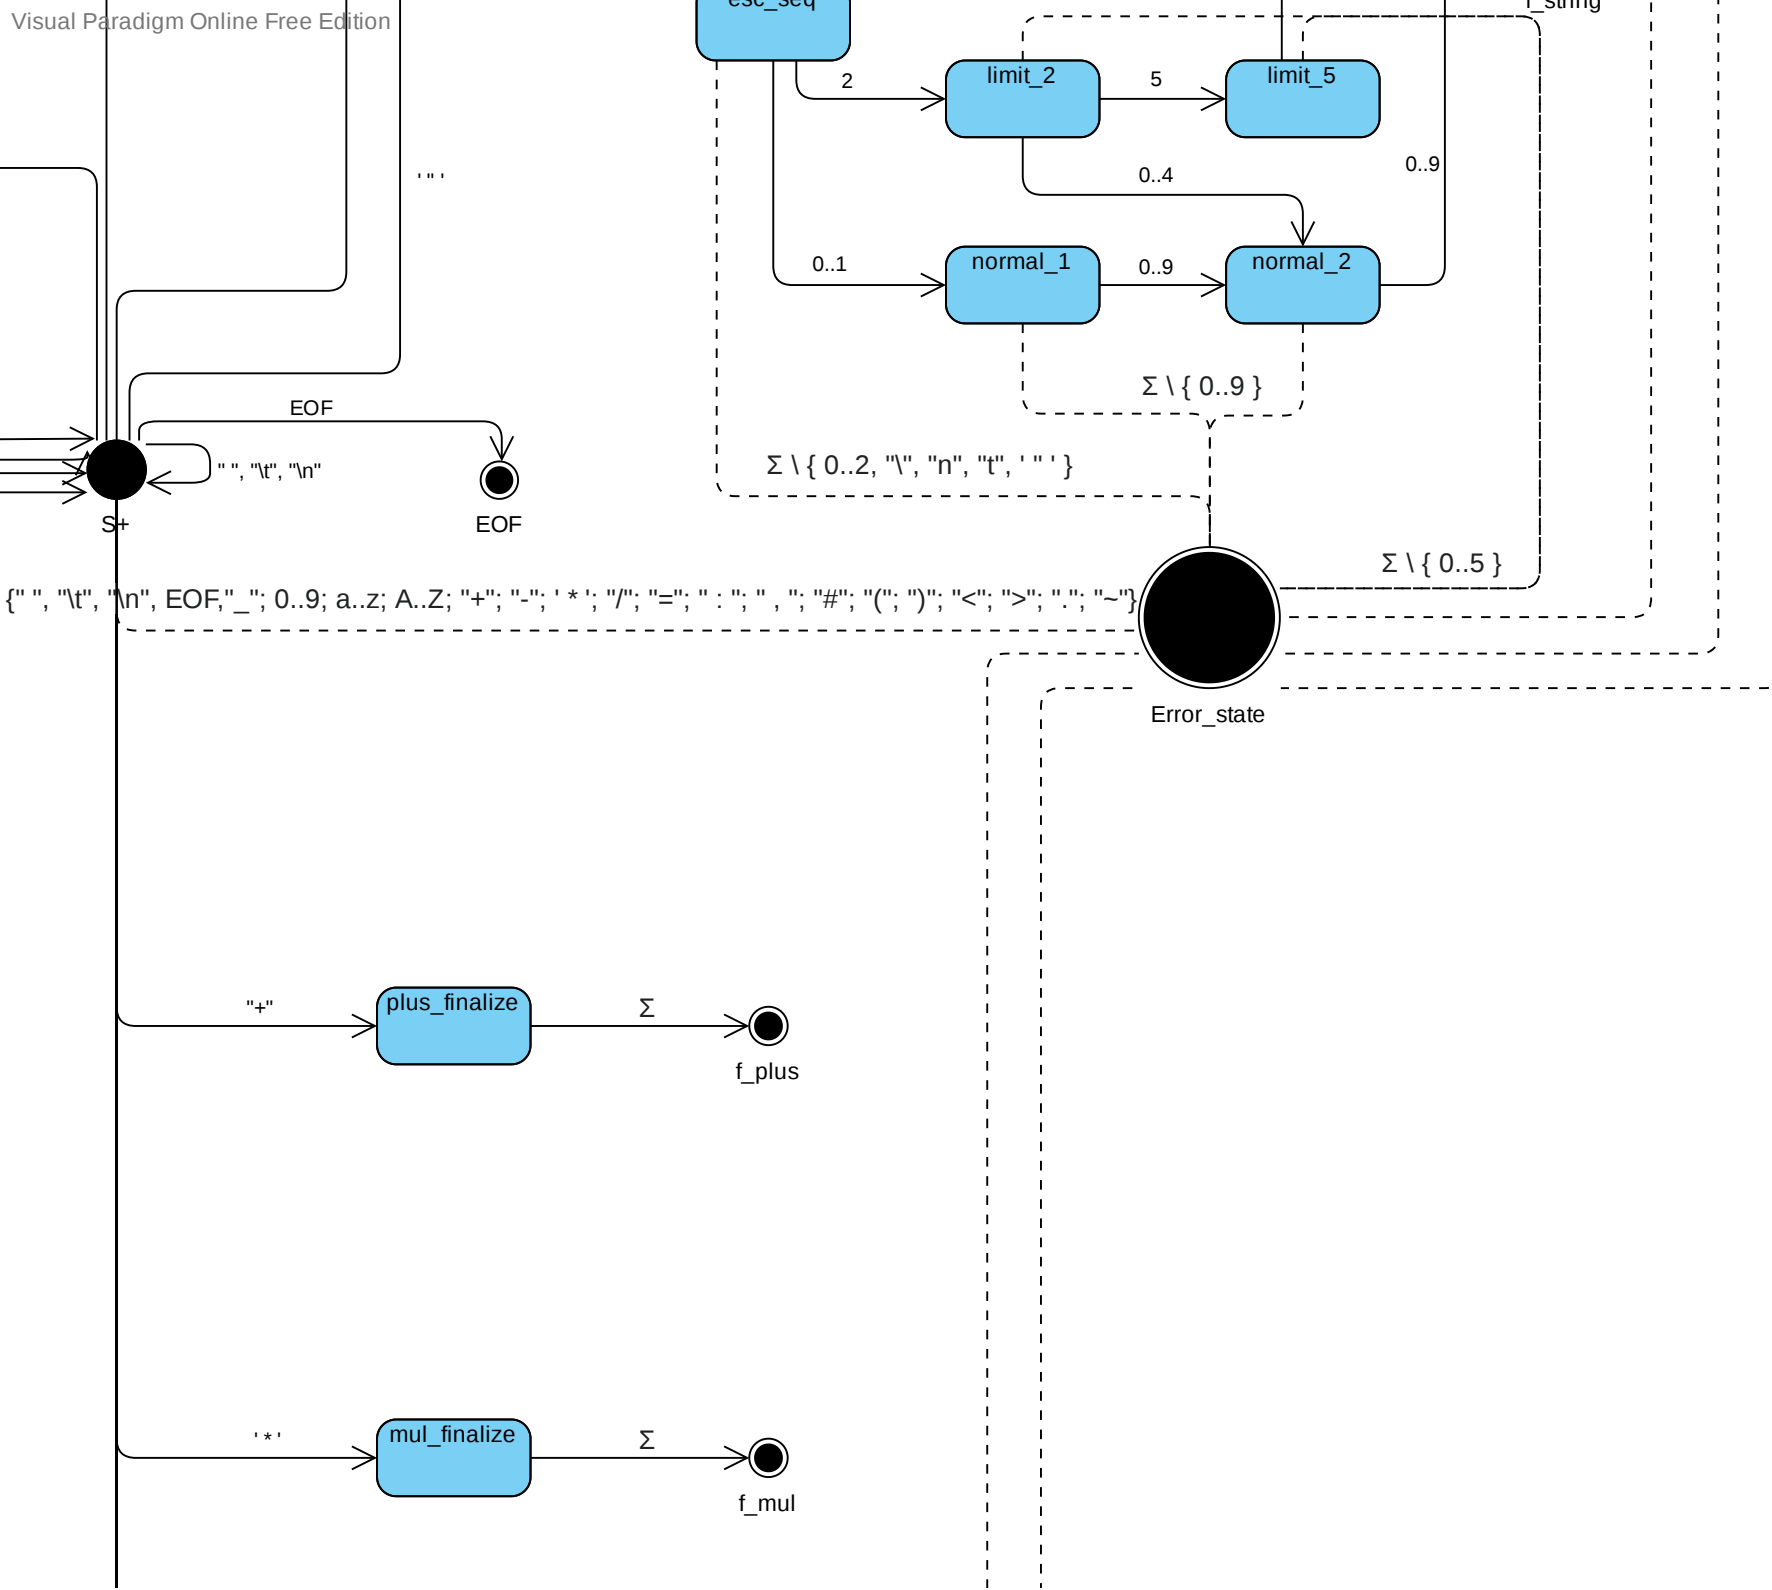 Visual Paradigm Online Free Edition
esc_seq
f_string
limit_2
limit_5
2
5
' " '
0..4
0..9
normal_1
normal_2
0..1
0..9
Σ \ { 0..9 }
EOF
" ", "\t", "\n"
Σ \ { 0..2, "\", "n", "t", ' " ' }
S+
EOF
Σ \ { 0..5 }
{" ", "\t", "\n", EOF,"_"; 0..9; a..z; A..Z; "+"; "-"; ' * '; "/"; "="; " : "; " , "; "#"; "("; ")"; "<"; ">"; "."; "~"}
Error_state
"+"
plus_finalize
Σ
f_plus
' * '
mul_finalize
Σ
f_mul